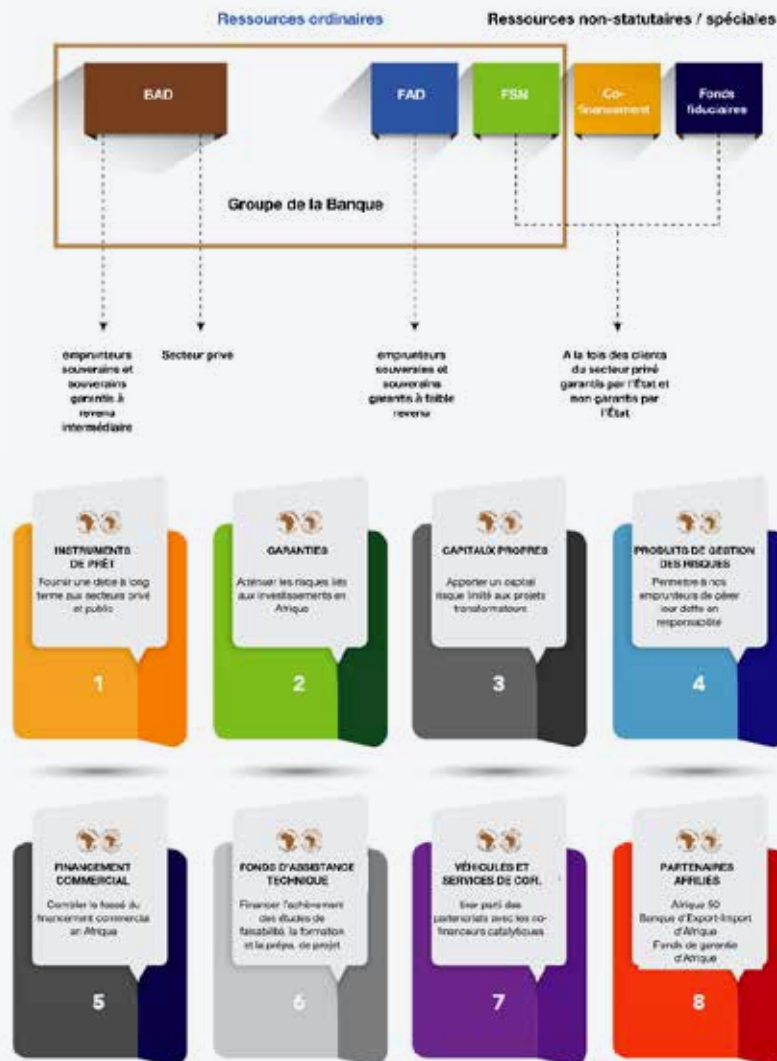 Ressources ordinaires
Ressources non-statutaires / spéciales
BAD
FAD
FSN
Co-
financement
Fonds
fiduciaires
Groupe de la Banque
emprunteurs
souverains et
souverains
garantis à
revenu
intermédiaire
Secteur privé
emprunteurs
souverains et
souverains
garantis à faible
revenu
A la fois des clients
du secteur privé
garantis par l'État et
non garantis par
l'État
INSTRUMENTS
DE PRÊT
Fournir une dette à long
terme aux secteurs privé
et public
1
GARANTIES
Atténuer les risques liés
aux investissements en
Afrique
2
CAPITAUX PROPRES
Apporter un capital
risque limité aux projets
transformateurs
3
PRODUITS DE GESTION
DES RISQUES
Permettre à nos
emprunteurs de gérer
leur dette en
responsabilité
4
FINANCEMENT
COMMERCIAL
Combler le fossé du
financement commercial
en Afrique
5
FONDS D'ASSISTANCE
TECHNIQUE
Financer l'achèvement
des études de
faisabilité, la formation
et la prépa. de projet
6
VÉHICULES ET
SERVICES DE COF.
tirer parti des
partenariats avec les co-
financeurs catalytiques
7
PARTENAIRES
AFFILIÉS
Afrique 50
Banque d'Export-Import
d'Afrique
Fonds de garantie
d'Afrique
8